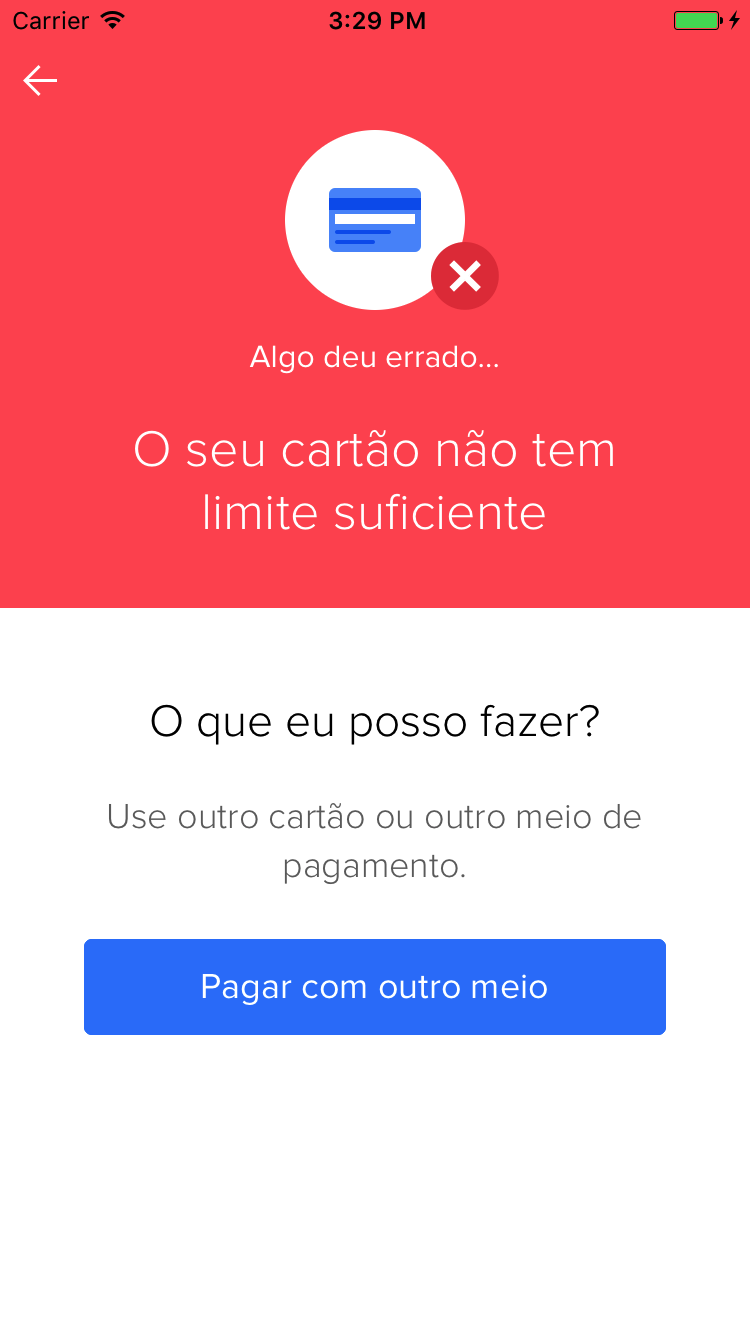 Carrier 3:29 PM
Algo deu errado...
O seu cartão não tem
limite suficiente
O que eu posso fazer?
Use outro cartão ou outro meio de
pagamento.
Pagar com outro meio